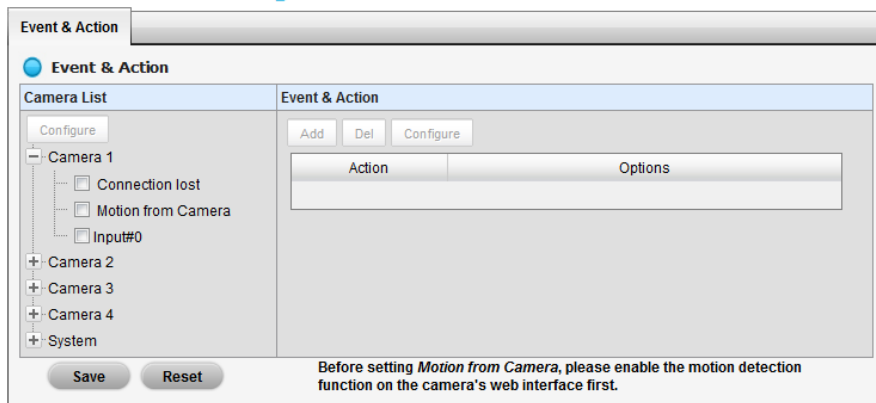 Event & Action
Event & Action
Camera List
Event & Action
Configure
Camera 1
Connection lost
Motion from Camera
Input#0
Camera 2
Camera 3
Camera 4
System
Add Del Configure
Action Options
Save Reset
Before setting Motion from Camera, please enable the motion detection
function on the camera's web interface first.